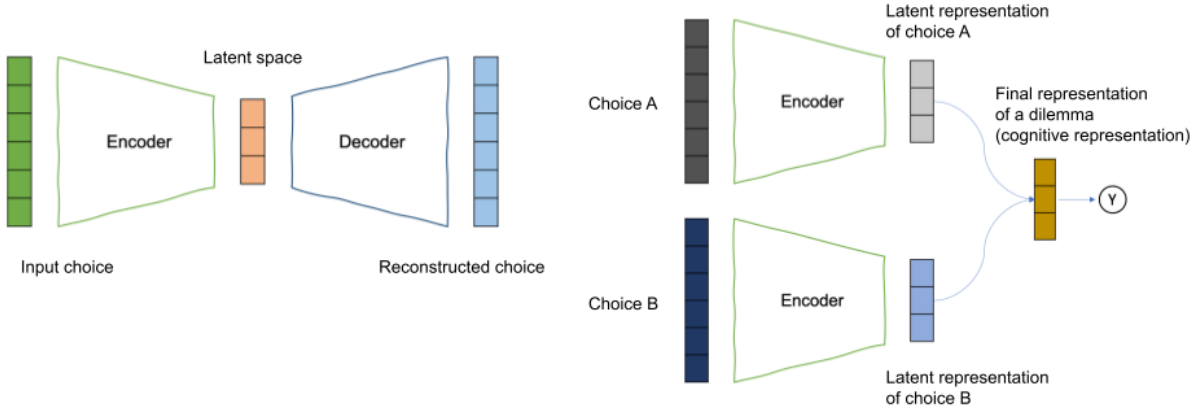 Latent space
Encoder
Decoder
Input choice
Reconstructed choice
Latent representation
of choice A
Choice A
Encoder
Final representation
of a dilemma
(cognitive representation)
Y
Choice B
Encoder
Latent representation
of choice B